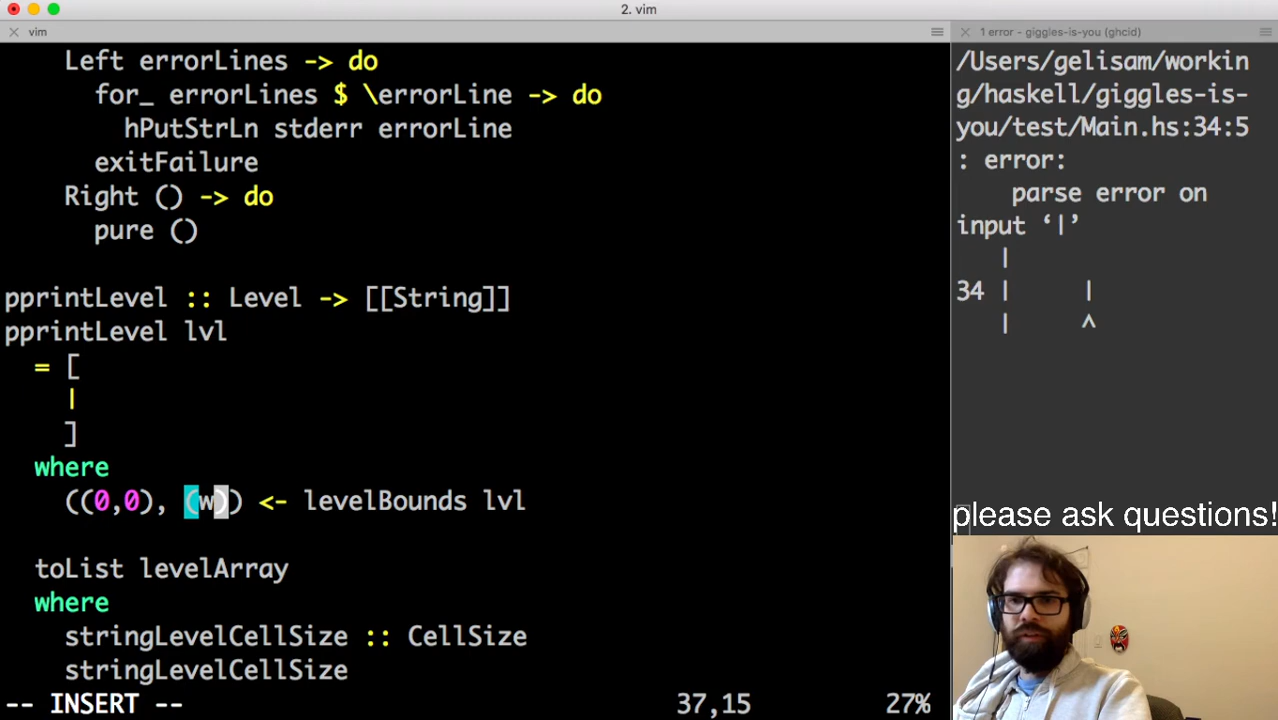 2. vim
vim
Left errorLines -> do
for_ errorLines $ \errorLine -> do
hPutStrLn stderr errorLine
exitFailure
Right () -> do
pure ()
pprintLevel :: Level -> [[String]]
pprintLevel lvl
= [
|
]
where
((0,0), (w)) <- levelBounds lvl
toList levelArray
where
stringLevelCellSize :: CellSize
stringLevelCellSize
-- INSERT -- 37,15 27%
1 error - giggles-is-you (ghcid)
/Users/gelisam/workin
g/haskell/giggles-is-
you/test/Main.hs:34:5
: error:
parse error on
input ‘|’
|
34 | |
| ^
please ask questions!